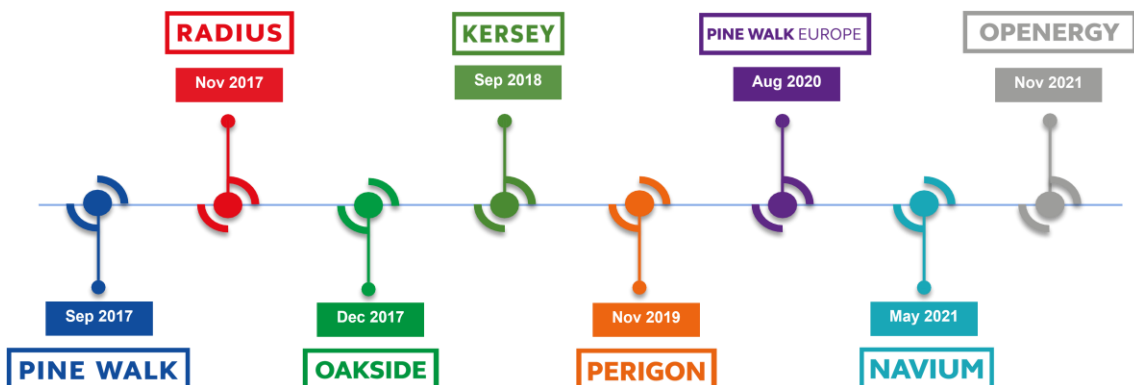 RADIUS
KERSEY
PINE WALK EUROPE
OPENERGY
Nov 2017
Sep 2018
Aug 2020
Nov 2021
Sep 2017
Dec 2017
Nov 2019
May 2021
PINE WALK
OAKSIDE
PERIGON
NAVIUM